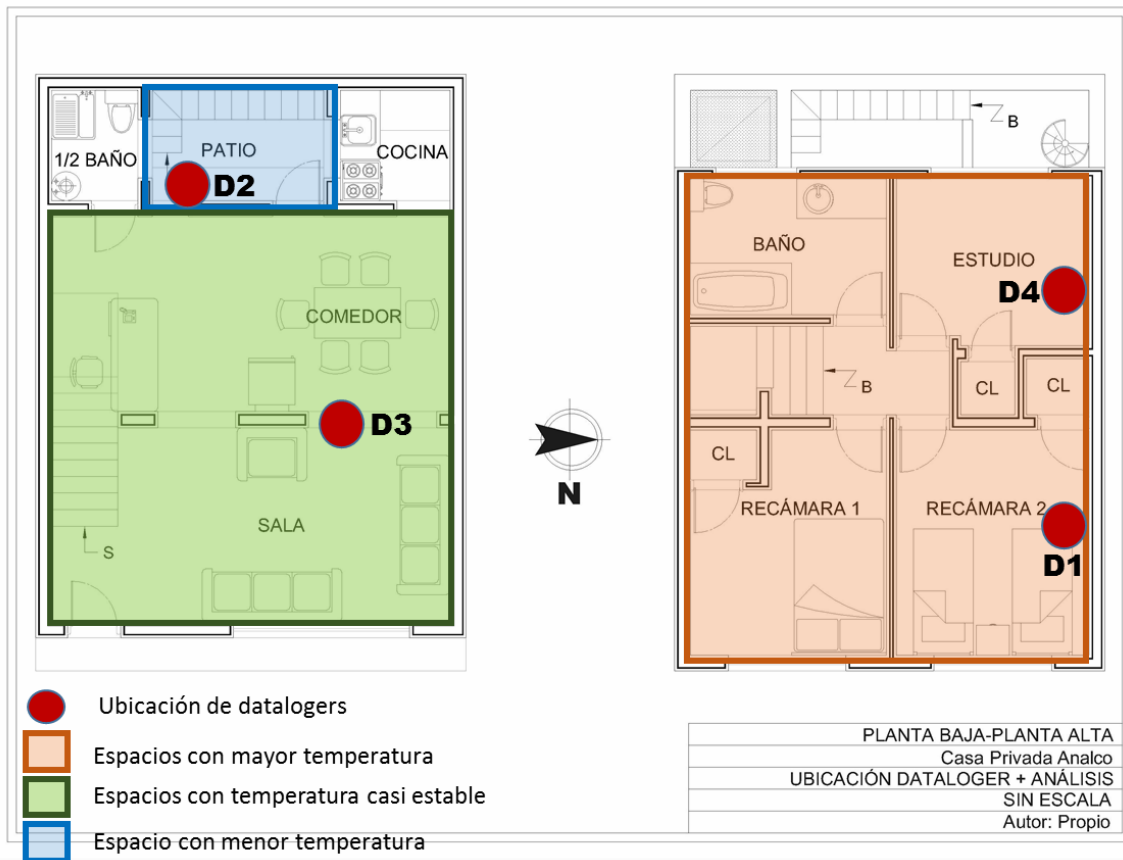 1/2 BAÑO
PATIO
COCINA
D2
COMEDOR
D3
SALA
S
N
B
BAÑO
ESTUDIO
D4
B
CL
CL
CL
RECÁMARA 1
RECÁMARA 2
D1
Ubicación de datalogers
Espacios con mayor temperatura
Espacios con temperatura casi estable
Espacio con menor temperatura
PLANTA BAJA-PLANTA ALTA
Casa Privada Analco
UBICACIÓN DATALOGER + ANÁLISIS
SIN ESCALA
Autor: Propio